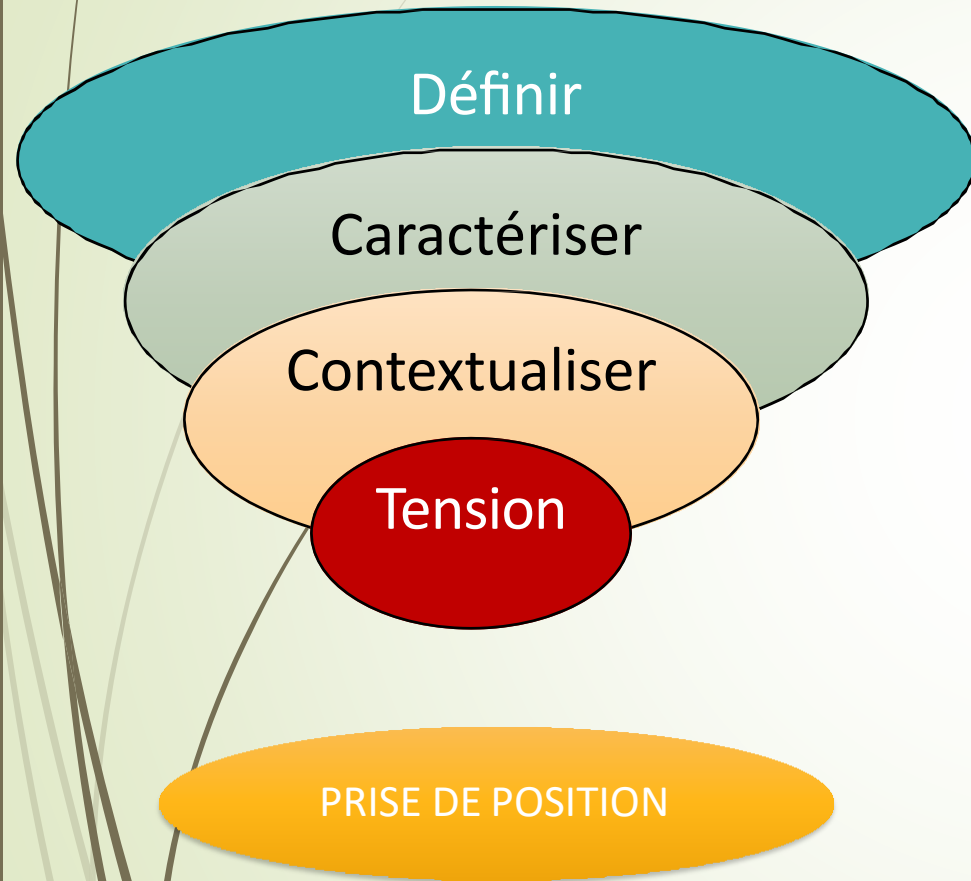 Définir
Caractériser
Contextualiser
Tension
PRISE DE POSITION